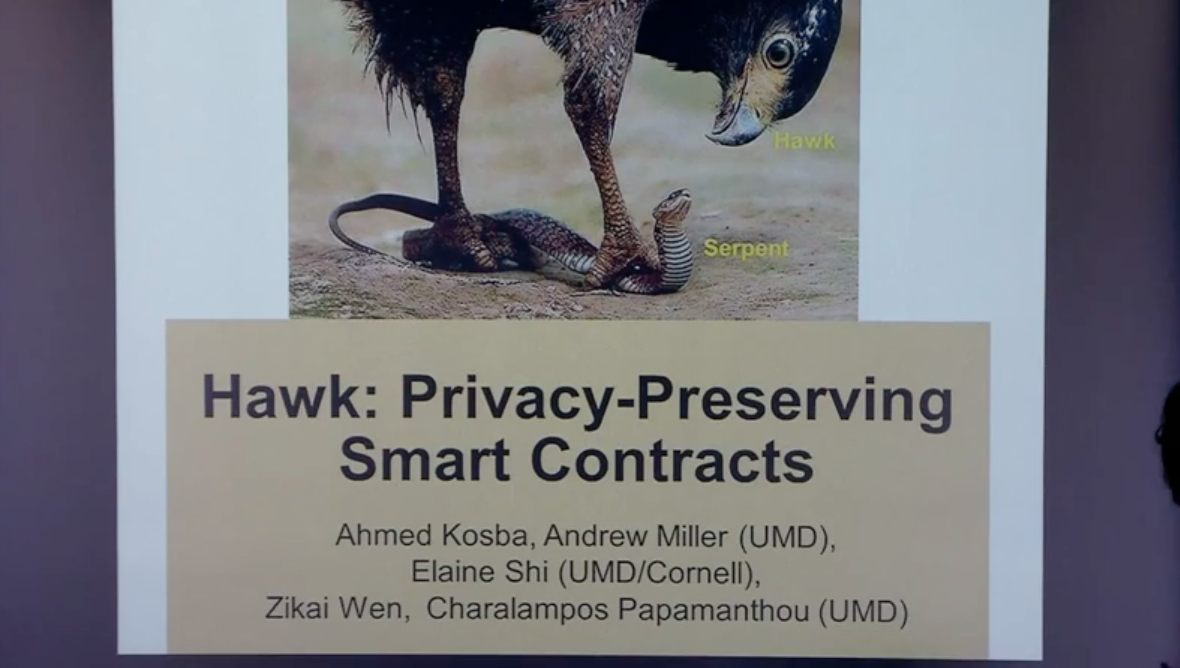 Hawk
Serpent
Hawk: Privacy-Preserving
Smart Contracts
Ahmed Kosba, Andrew Miller (UMD),
Elaine Shi (UMD/Cornell),
Zikai Wen, Charalampos Papamanthou (UMD)